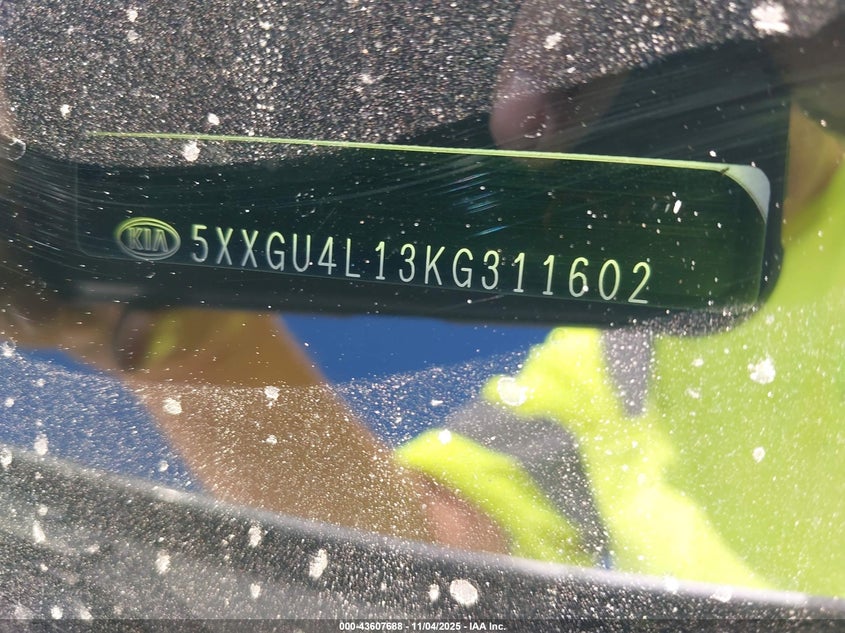 KIA 5XXGU4L13KG311602
000-43607688 - 11/04/2025 - IAA Inc.